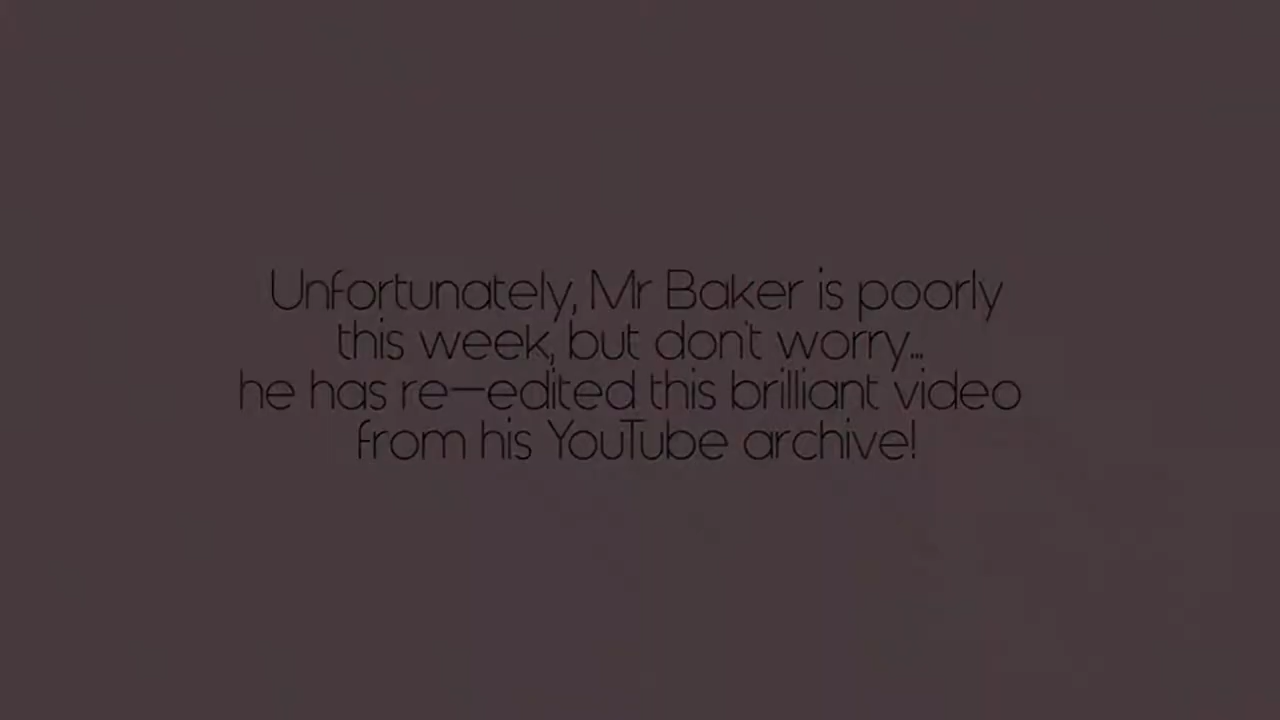 Unfortunately, Mr Baker is poorly
this week, but don't worry...
he has re-edited this brilliant video
from his YouTube archive!